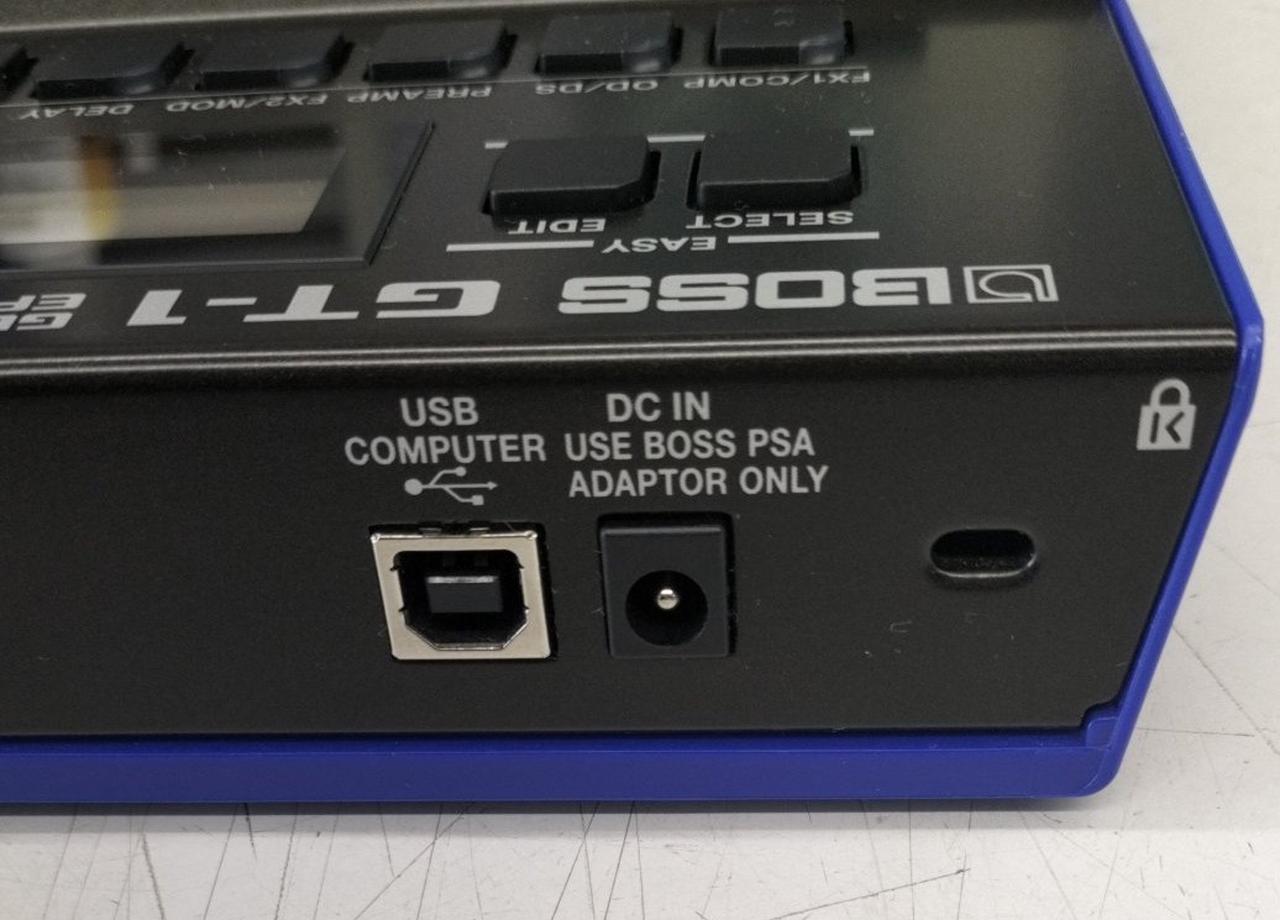 FX1/COMP OD/DS PREAMP FX2/MOD DELAY
SELECT EDIT
EASY
BOSS GT-1
USB
COMPUTER
DC IN
USE BOSS PSA
ADAPTOR ONLY
K